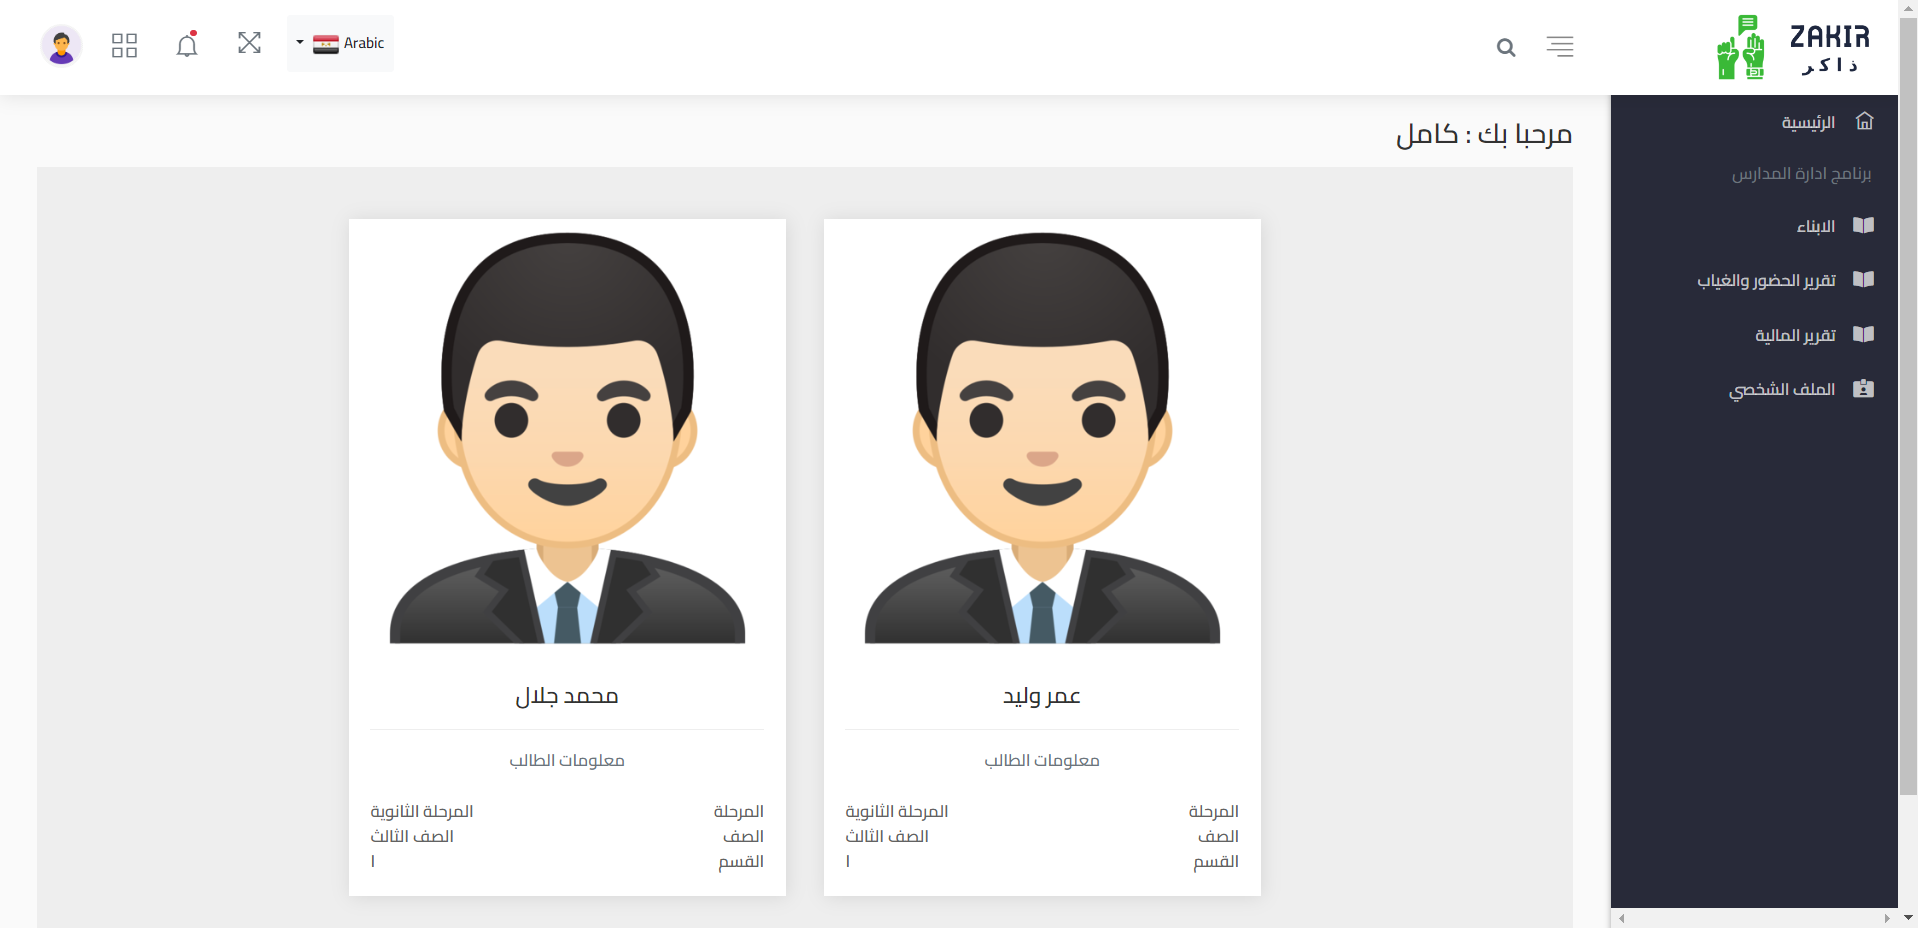 ZAKIR
ذاكر
Arabic
الرئيسية
برنامج ادارة المدارس
الابناء
تقرير الحضور والغياب
تقرير المالية
الملف الشخصي
مرحبا بك : كامل
عمر وليد
معلومات الطالب
المرحلة المرحلة الثانوية
الصف الصف الثالث
القسم ا
محمد جلال
معلومات الطالب
المرحلة المرحلة الثانوية
الصف الصف الثالث
القسم ا